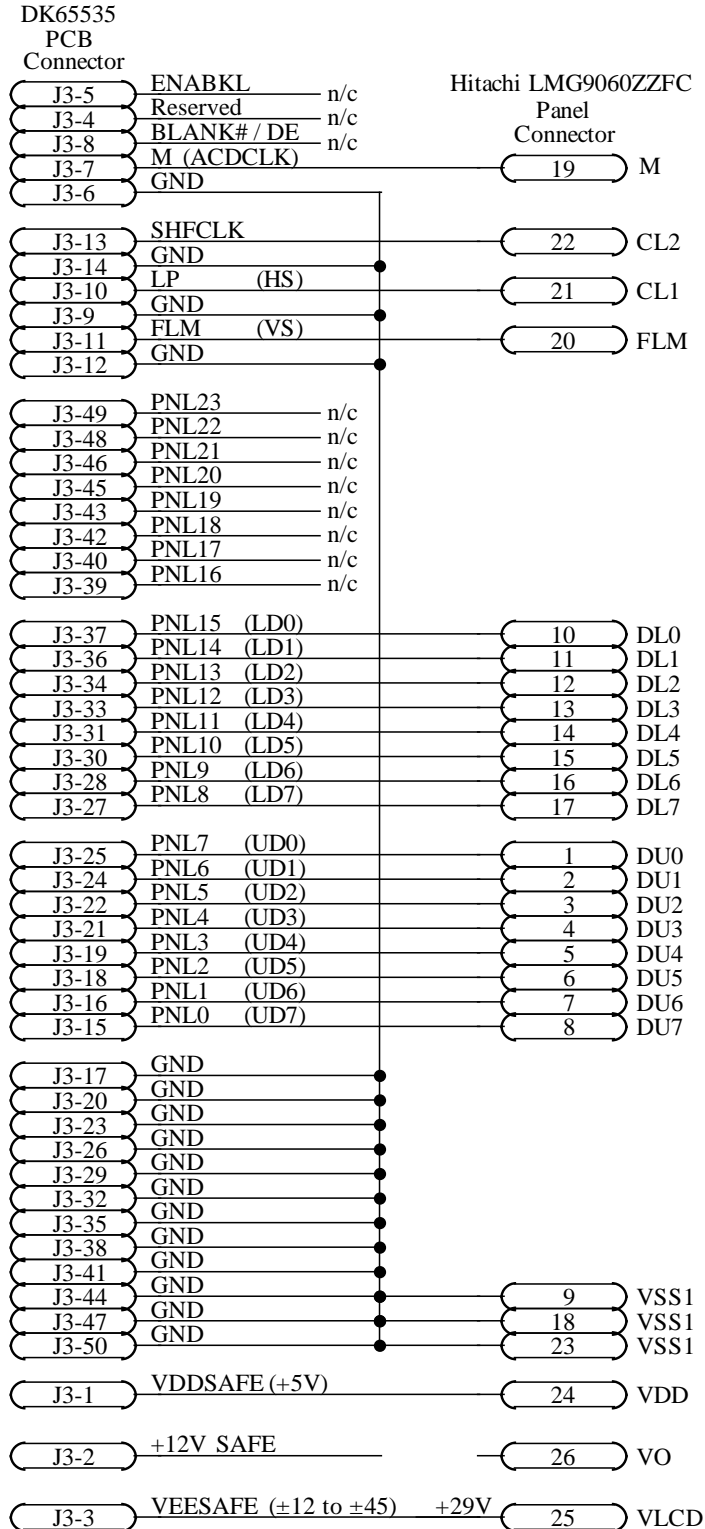 DK65535
PCB
Connector
Hitachi LMG9060ZZFC
Panel
Connector
J3-5 ENABKL n/c
J3-4 Reserved n/c
J3-8 BLANK# / DE n/c
J3-7 M (ACDCLK) 19 M
J3-6 GND
J3-13 SHFCLK 22 CL2
J3-14 GND
J3-10 LP (HS) 21 CL1
J3-9 GND
J3-11 FLM (VS) 20 FLM
J3-12 GND
J3-49 PNL23 n/c
J3-48 PNL22 n/c
J3-46 PNL21 n/c
J3-45 PNL20 n/c
J3-43 PNL19 n/c
J3-42 PNL18 n/c
J3-40 PNL17 n/c
J3-39 PNL16 n/c
J3-37 PNL15 (LD0) 10 DL0
J3-36 PNL14 (LD1) 11 DL1
J3-34 PNL13 (LD2) 12 DL2
J3-33 PNL12 (LD3) 13 DL3
J3-31 PNL11 (LD4) 14 DL4
J3-30 PNL10 (LD5) 15 DL5
J3-28 PNL9 (LD6) 16 DL6
J3-27 PNL8 (LD7) 17 DL7
J3-25 PNL7 (UD0) 1 DU0
J3-24 PNL6 (UD1) 2 DU1
J3-22 PNL5 (UD2) 3 DU2
J3-21 PNL4 (UD3) 4 DU3
J3-19 PNL3 (UD4) 5 DU4
J3-18 PNL2 (UD5) 6 DU5
J3-16 PNL1 (UD6) 7 DU6
J3-15 PNL0 (UD7) 8 DU7
J3-17 GND
J3-20 GND
J3-23 GND
J3-26 GND
J3-29 GND
J3-32 GND
J3-35 GND
J3-38 GND
J3-41 GND
J3-44 GND 9 VSS1
J3-47 GND 18 VSS1
J3-50 GND 23 VSS1
J3-1 VDDSAFE (+5V) 24 VDD
J3-2 +12V SAFE 26 VO
J3-3 VEESAFE (±12 to ±45) +29V 25 VLCD